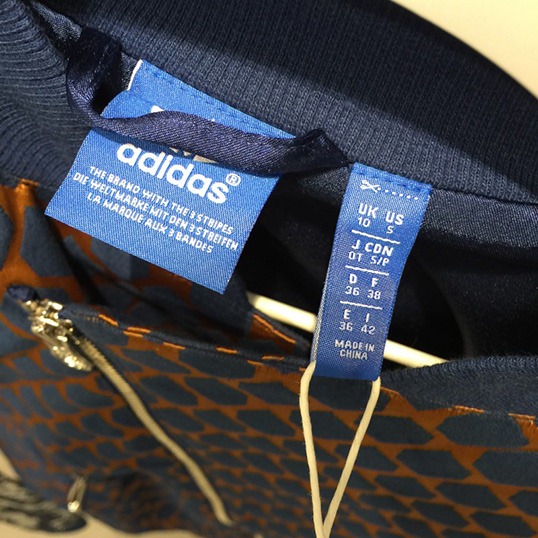 adidas®
THE BRAND WITH THE 3 STRIPES
DIE WELTMARKE MIT DEN 3 STREIFEN
LA MARQUE AUX 3 BANDES
UK US
10 S
J CDN
OT S/P
D F
36 38
E I
36 42
MADE IN
CHINA